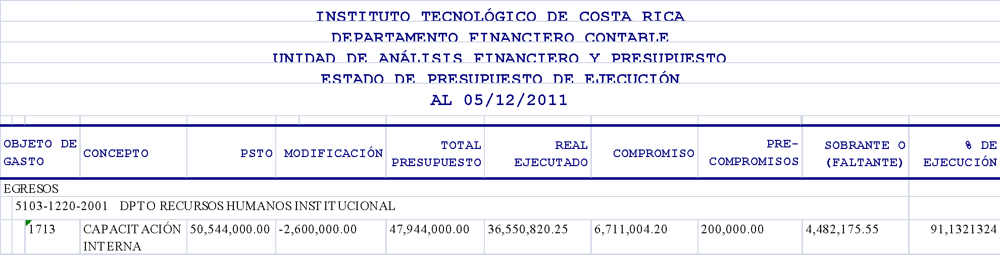 INSTITUTO TECNOLÓGICO DE COSTA RICA
DEPARTAMENTO FINANCIERO CONTABLE
UNIDAD DE ANÁLISIS FINANCIERO Y PRESUPUESTO
ESTADO DE PRESUPUESTO DE EJECUCIÓN
AL 05/12/2011
OBJETO DE GASTO CONCEPTO PSTO MODIFICACIÓN TOTAL PRESUPUESTO REAL EJECUTADO COMPROMISO PRE-COMPROMISOS SOBRANTE O (FALTANTE) % DE EJECUCIÓN
EGRESOS
5103-1220-2001 DPTO RECURSOS HUMANOS INSTITUCIONAL
1713 CAPACITACIÓN INTERNA 50,544,000.00 -2,600,000.00 47,944,000.00 36,550,820.25 6,711,004.20 200,000.00 4,482,175.55 91,1321324